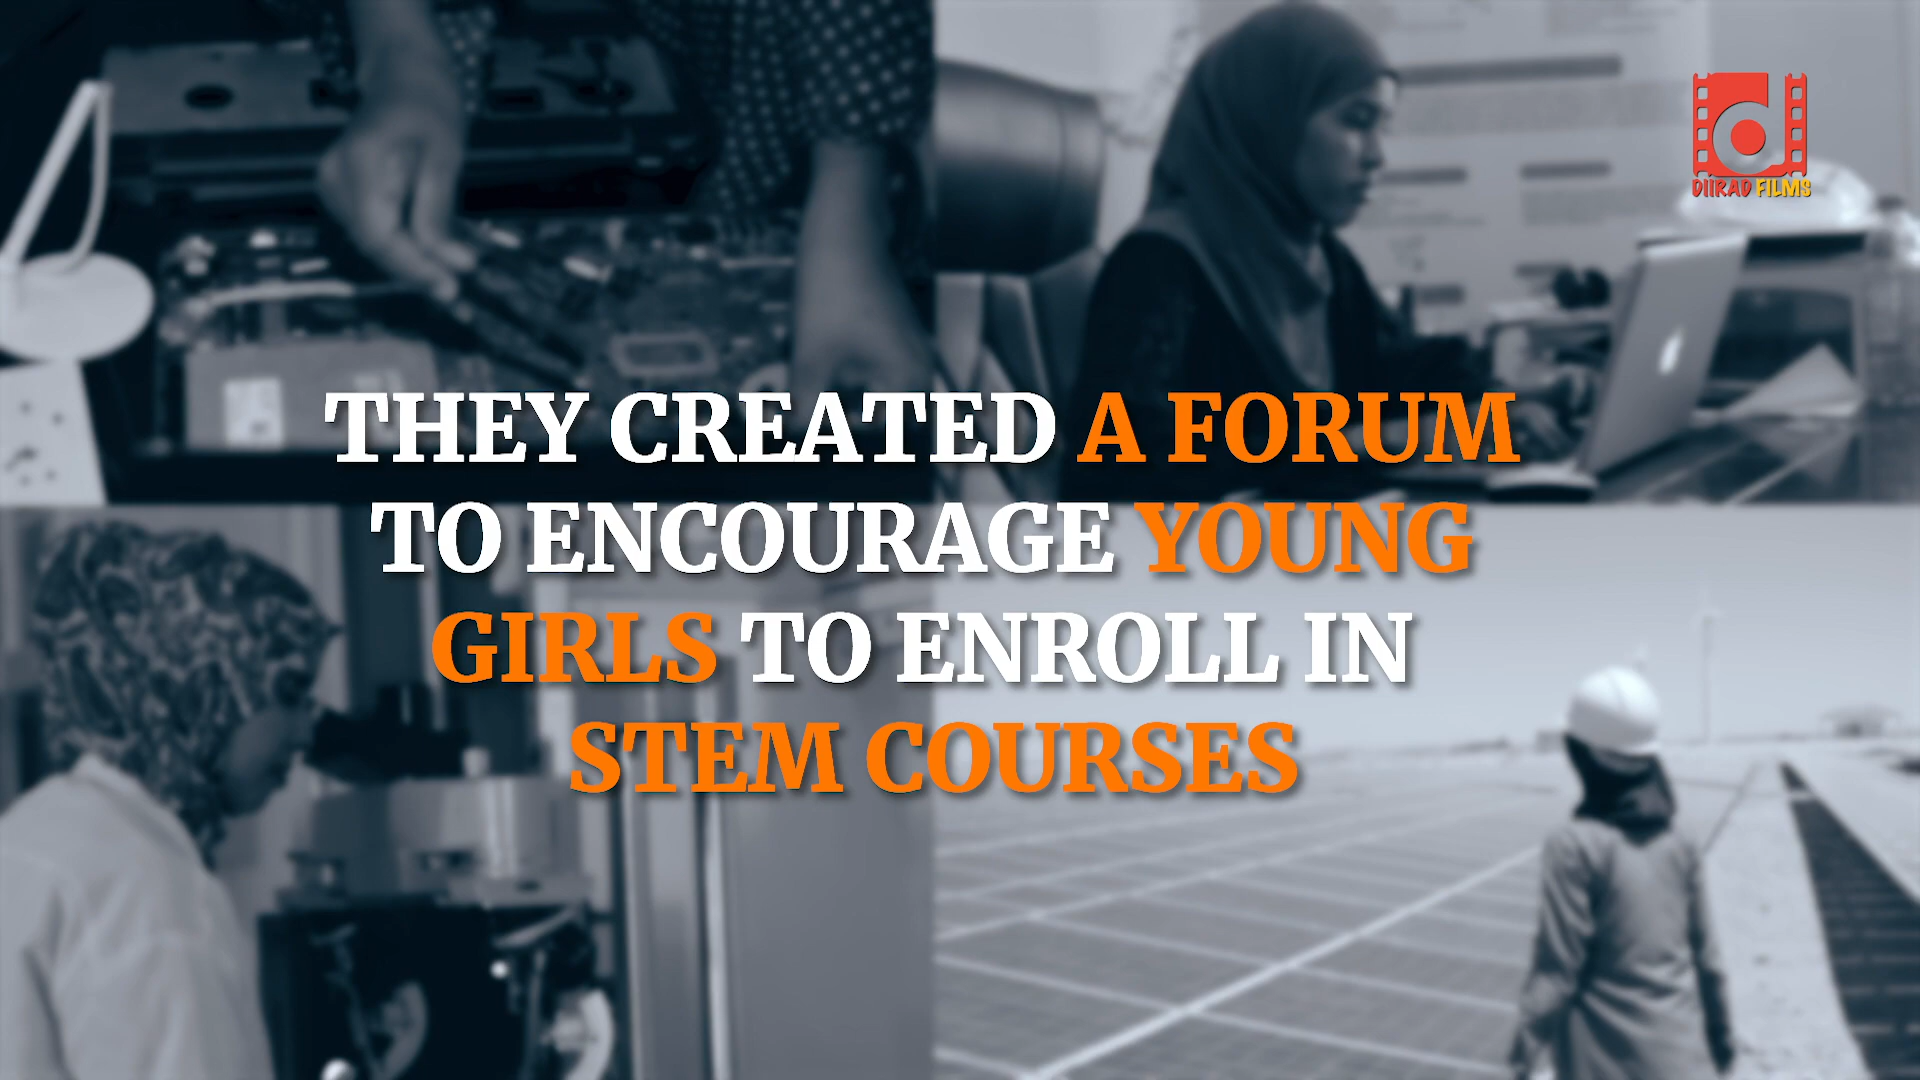 DIIRAD FILMS
THEY CREATED A FORUM
TO ENCOURAGE YOUNG
GIRLS TO ENROLL IN
STEM COURSES